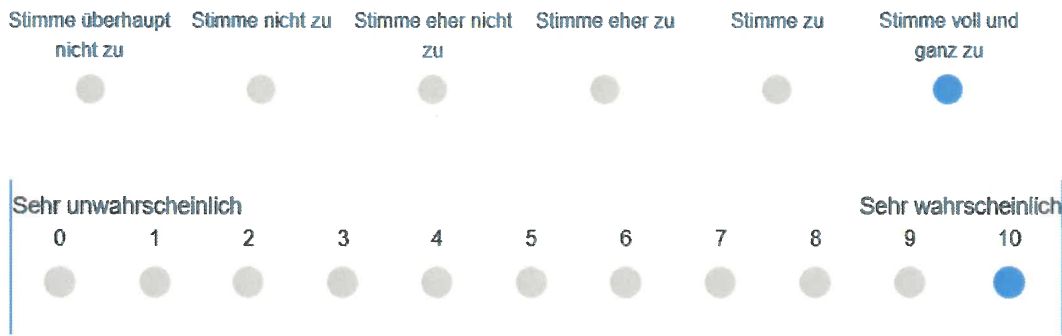 Stimme überhaupt Stimme nicht zu Stimme eher nicht Stimme eher zu Stimme zu Stimme voll und
nicht zu zu ganz zu
Sehr unwahrscheinlich Sehr wahrscheinlich
0 1 2 3 4 5 6 7 8 9 10